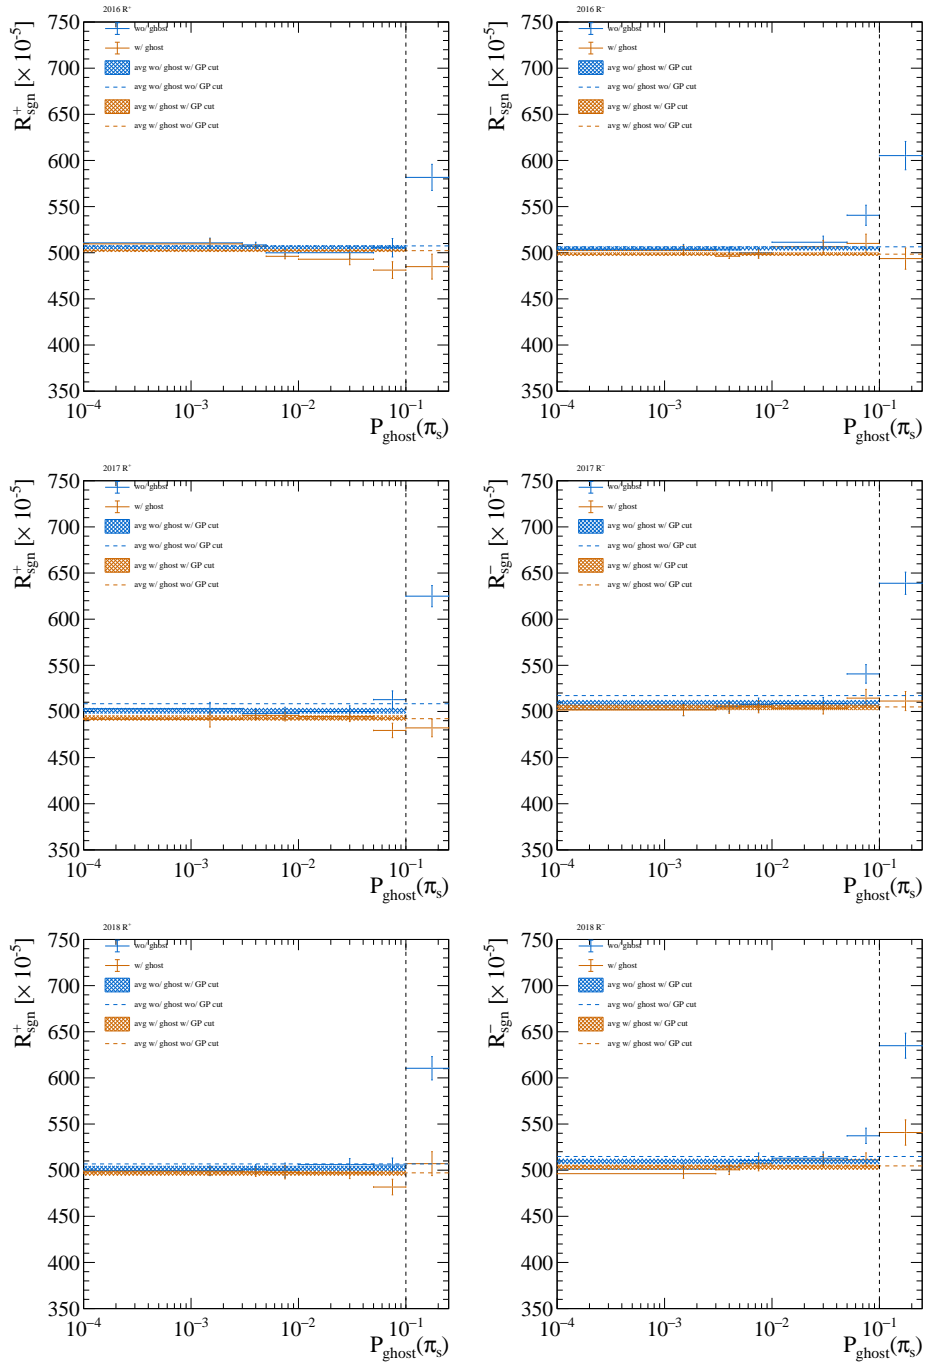 2016 R⁺
R⁺sgn [× 10⁻⁵]
750
700
650
600
550
500
450
400
350
wo/ ghost
w/ ghost
avg wo/ ghost w/ GP cut
avg wo/ ghost wo/ GP cut
avg w/ ghost w/ GP cut
avg w/ ghost wo/ GP cut
10⁻⁴ 10⁻³ 10⁻² 10⁻¹
P_ghost(π_s)
2016 R⁻
R⁻sgn [× 10⁻⁵]
750
700
650
600
550
500
450
400
350
wo/ ghost
w/ ghost
avg wo/ ghost w/ GP cut
avg wo/ ghost wo/ GP cut
avg w/ ghost w/ GP cut
avg w/ ghost wo/ GP cut
10⁻⁴ 10⁻³ 10⁻² 10⁻¹
P_ghost(π_s)
2017 R⁺
R⁺sgn [× 10⁻⁵]
750
700
650
600
550
500
450
400
350
wo/ ghost
w/ ghost
avg wo/ ghost w/ GP cut
avg wo/ ghost wo/ GP cut
avg w/ ghost w/ GP cut
avg w/ ghost wo/ GP cut
10⁻⁴ 10⁻³ 10⁻² 10⁻¹
P_ghost(π_s)
2017 R⁻
R⁻sgn [× 10⁻⁵]
750
700
650
600
550
500
450
400
350
wo/ ghost
w/ ghost
avg wo/ ghost w/ GP cut
avg wo/ ghost wo/ GP cut
avg w/ ghost w/ GP cut
avg w/ ghost wo/ GP cut
10⁻⁴ 10⁻³ 10⁻² 10⁻¹
P_ghost(π_s)
2018 R⁺
R⁺sgn [× 10⁻⁵]
750
700
650
600
550
500
450
400
350
wo/ ghost
w/ ghost
avg wo/ ghost w/ GP cut
avg wo/ ghost wo/ GP cut
avg w/ ghost w/ GP cut
avg w/ ghost wo/ GP cut
10⁻⁴ 10⁻³ 10⁻² 10⁻¹
P_ghost(π_s)
2018 R⁻
R⁻sgn [× 10⁻⁵]
750
700
650
600
550
500
450
400
350
wo/ ghost
w/ ghost
avg wo/ ghost w/ GP cut
avg wo/ ghost wo/ GP cut
avg w/ ghost w/ GP cut
avg w/ ghost wo/ GP cut
10⁻⁴ 10⁻³ 10⁻² 10⁻¹
P_ghost(π_s)